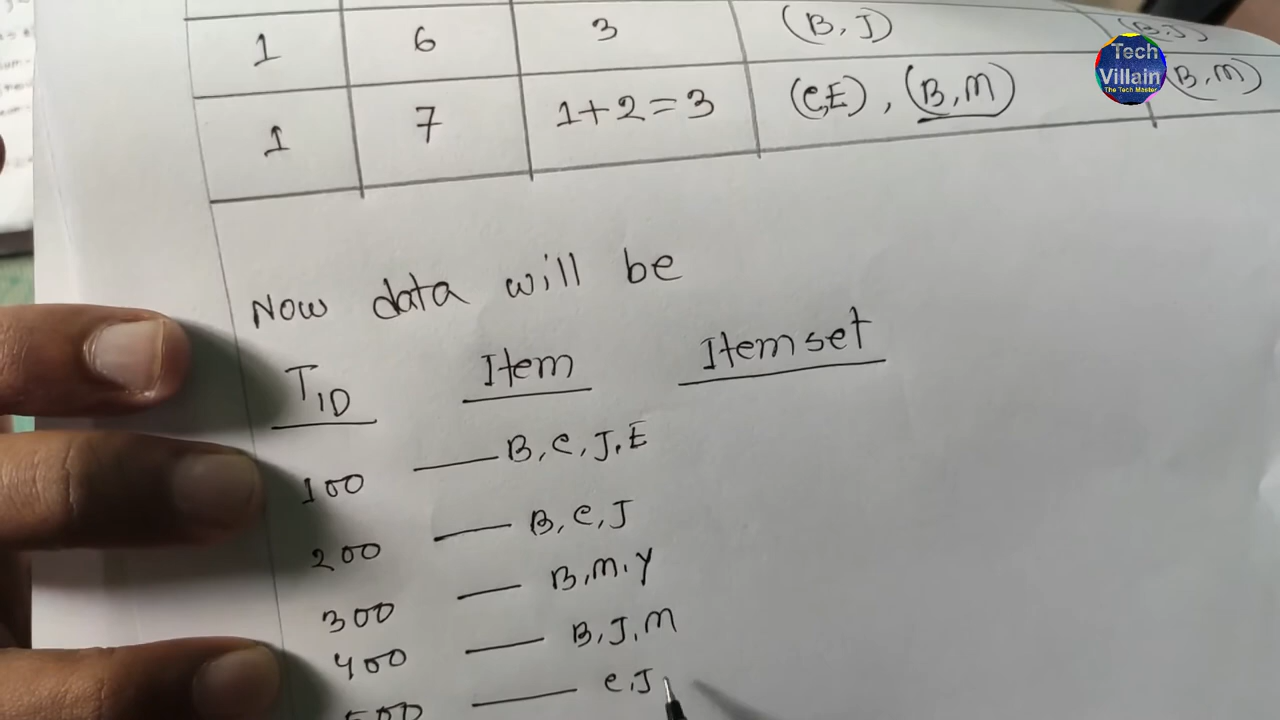 1 6 3 (B, J) (B, J)
1 7 1+2=3 (C,E), (B, M) (B, M)
Tech
Villain
The Tech Master
Now data will be
TID Item Itemset
100 — B, C, J, E
200 — B, C, J
300 — B, M, Y
400 — B, J, M
500 — C, J